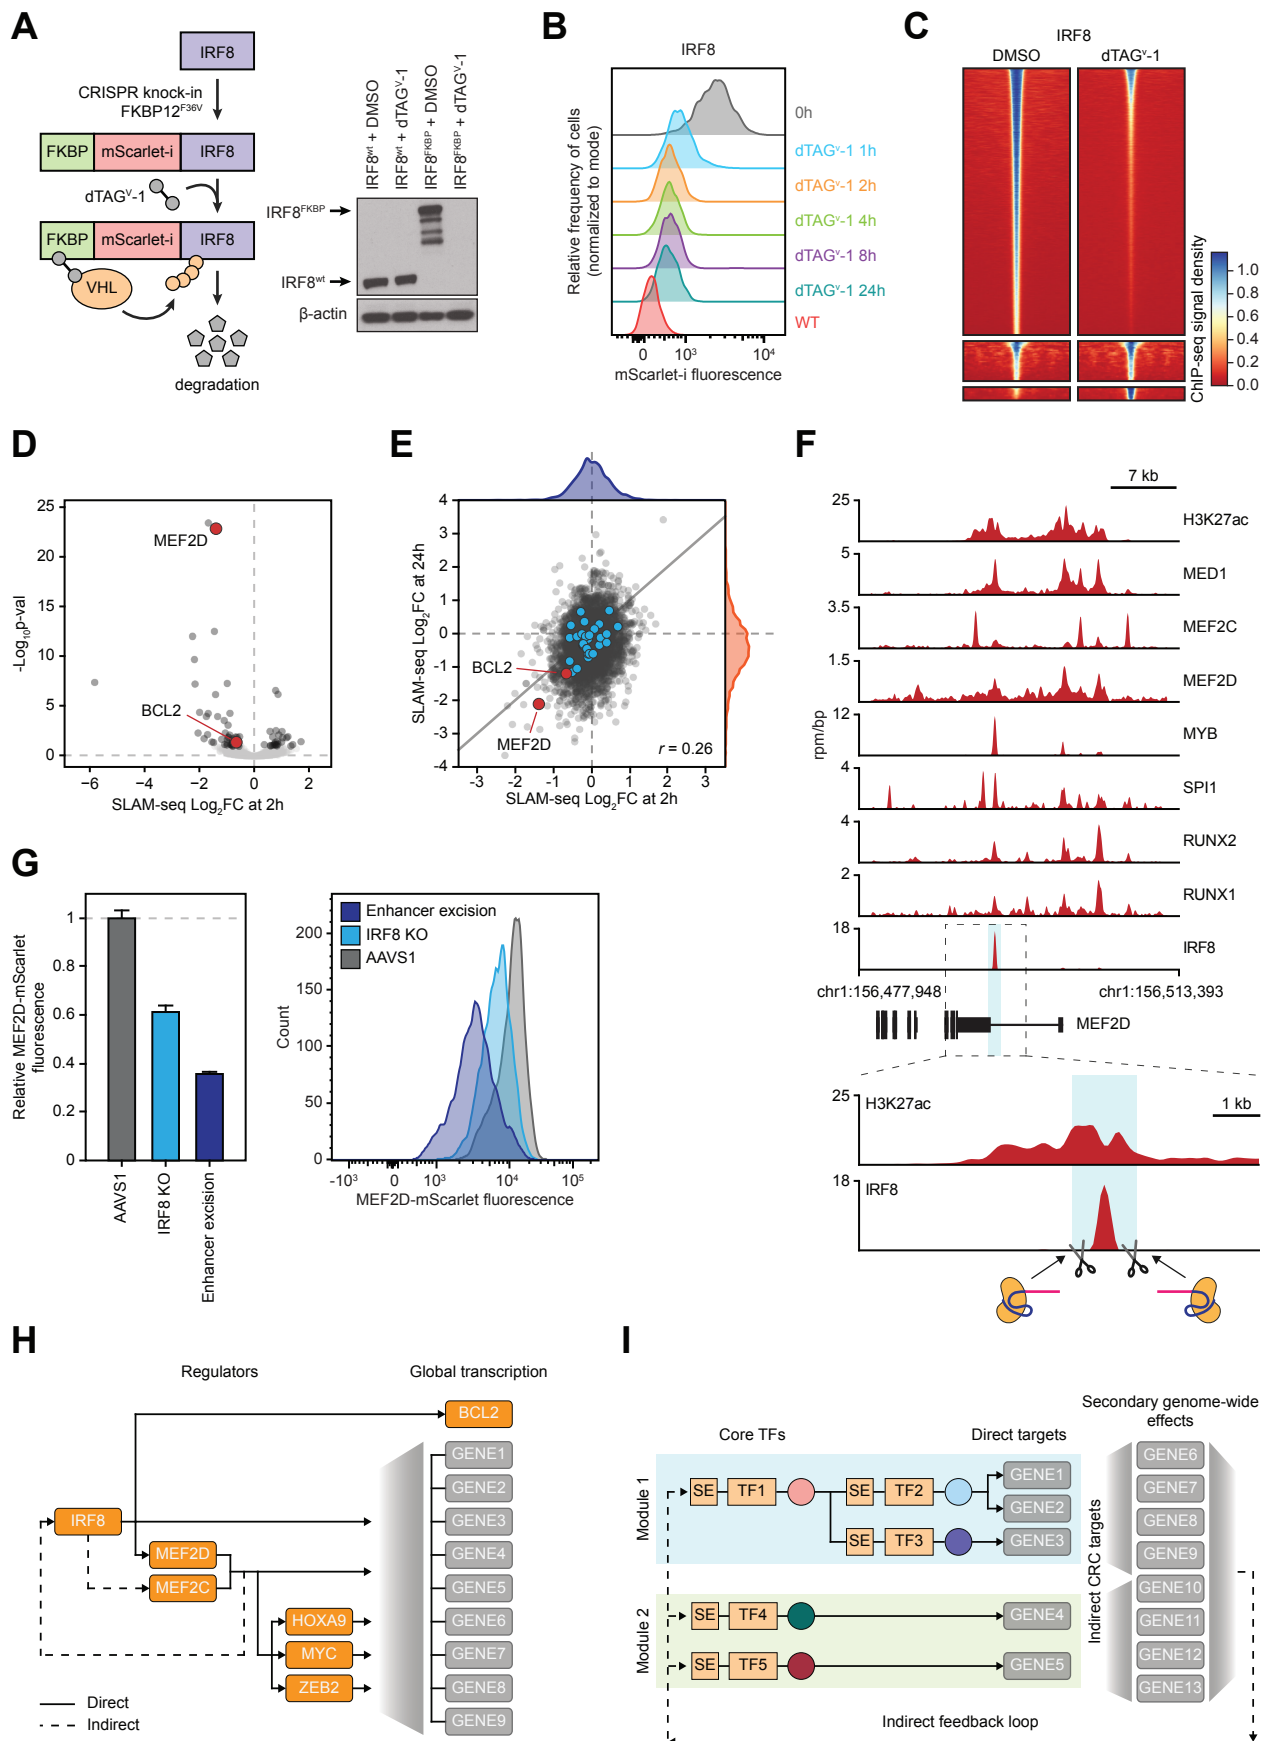 A
IRF8
CRISPR knock-in
FKBP12F36V
FKBP mScarlet-i IRF8
dTAGV-1
FKBP mScarlet-i IRF8
VHL
degradation
IRF8wt + DMSO
IRF8wt + dTAGV-1
IRF8FKBP + DMSO
IRF8FKBP + dTAGV-1
IRF8FKBP
IRF8wt
β-actin
B
IRF8
Relative frequency of cells
(normalized to mode)
0h
dTAGv-1 1h
dTAGv-1 2h
dTAGv-1 4h
dTAGv-1 8h
dTAGv-1 24h
WT
0 10³ 10⁴
mScarlet-i fluorescence
C
IRF8
DMSO dTAGv-1
ChIP-seq signal density
1.0
0.8
0.6
0.4
0.2
0.0
D
25
20
15
10
5
0
-Log10p-val
MEF2D
BCL2
-6 -4 -2 0 2
SLAM-seq Log2FC at 2h
E
4
3
2
1
0
-1
-2
-3
-4
SLAM-seq Log2FC at 24h
BCL2
MEF2D
r = 0.26
-3 -2 -1 0 1 2 3
SLAM-seq Log2FC at 2h
F
7 kb
rpm/bp
25 H3K27ac
5 MED1
3.5 MEF2C
1.5 MEF2D
12 MYB
4 SPI1
4 RUNX2
2 RUNX1
18 IRF8
chr1:156,477,948 chr1:156,513,393
MEF2D
25
H3K27ac
1 kb
18
IRF8
G
Relative MEF2D-mScarlet
fluorescence
1
0.8
0.6
0.4
0.2
0
AAVS1
IRF8 KO
Enhancer excision
Enhancer excision
IRF8 KO
AAVS1
Count
200
150
100
50
0
-10³ 0 10³ 10⁴ 10⁵
MEF2D-mScarlet fluorescence
H
Regulators Global transcription
BCL2
GENE1
GENE2
GENE3
GENE4
GENE5
GENE6
GENE7
GENE8
GENE9
IRF8
MEF2D
MEF2C
HOXA9
MYC
ZEB2
Direct
Indirect
I
Secondary genome-wide
effects
Core TFs Direct targets
Module 1
SE TF1 SE TF2 GENE1
GENE2
SE TF3 GENE3
Module 2
SE TF4 GENE4
SE TF5 GENE5
Indirect CRC targets
GENE6
GENE7
GENE8
GENE9
GENE10
GENE11
GENE12
GENE13
Indirect feedback loop